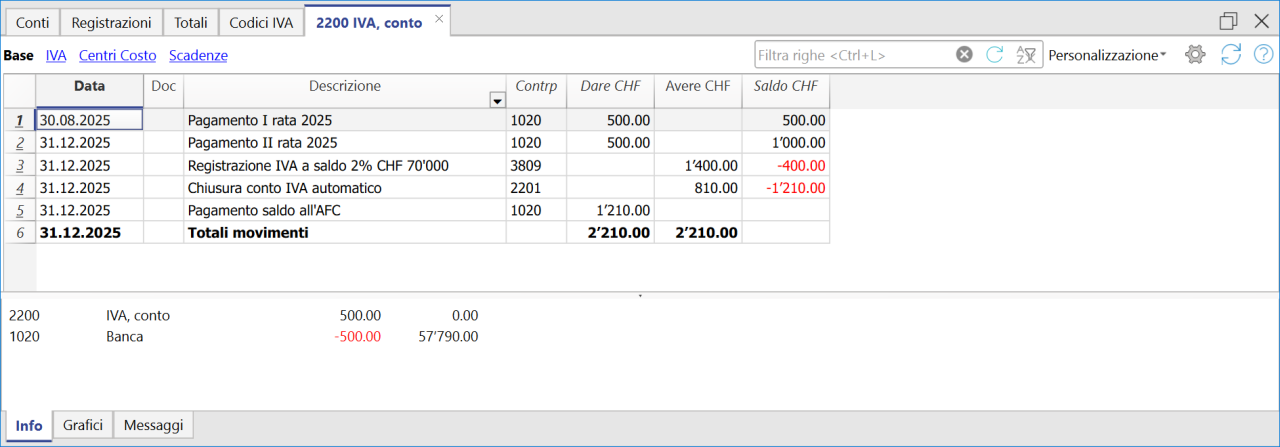 Conti Registrazioni Totali Codici IVA 2200 IVA, conto
Base IVA Centri Costo Scadenze Filtra righe <Ctrl+L> Personalizzazione
Data Doc Descrizione Contrp Dare CHF Avere CHF Saldo CHF
1 30.08.2025 Pagamento I rata 2025 1020 500.00 500.00
2 31.12.2025 Pagamento II rata 2025 1020 500.00 1’000.00
3 31.12.2025 Registrazione IVA a saldo 2% CHF 70'000 3809 1’400.00 -400.00
4 31.12.2025 Chiusura conto IVA automatico 2201 810.00 -1’210.00
5 31.12.2025 Pagamento saldo all'AFC 1020 1’210.00
6 31.12.2025 Totali movimenti 2’210.00 2’210.00
2200 IVA, conto 500.00 0.00
1020 Banca -500.00 57’790.00
Info Grafici Messaggi